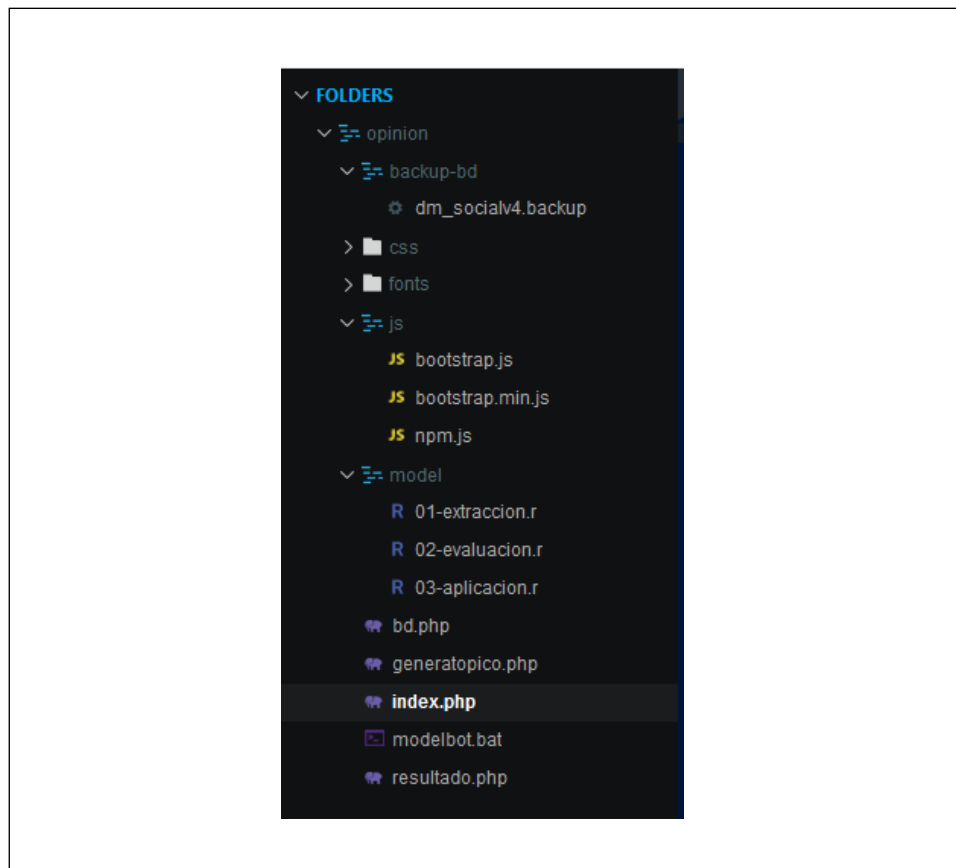 FOLDERS
opinion
backup-bd
dm_socialv4.backup
css
fonts
js
JS bootstrap.js
JS bootstrap.min.js
JS npm.js
model
R 01-extraccion.r
R 02-evaluacion.r
R 03-aplicacion.r
bd.php
generatopico.php
index.php
modelbot.bat
resultado.php